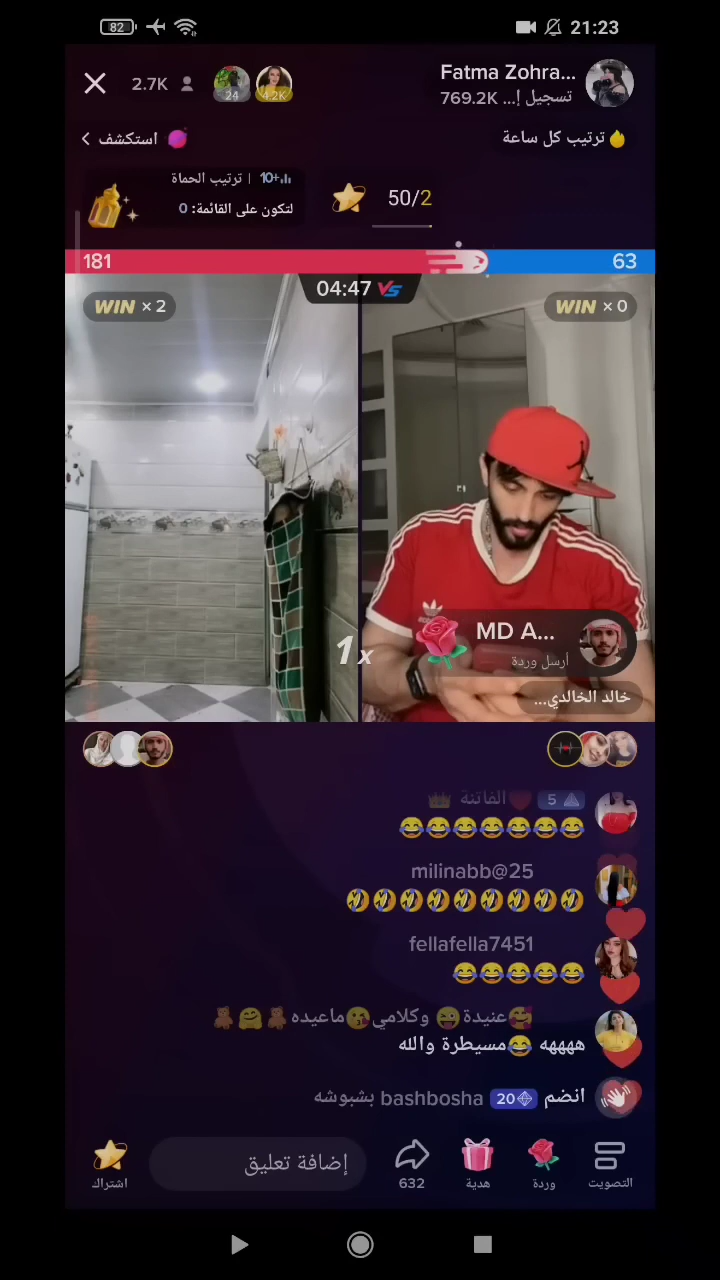 82
21:23
2.7K
24
4.2K
Fatma Zohra...
769.2K تسجيل إ...
استكشف
ترتيب كل ساعة
10+ | ترتيب الحماة
لتكون على القائمة: 0
50/2
181
63
04:47 VS
WIN × 2
WIN × 0
1 x
MD A...
أرسل وردة
خالد الخالدي...
5 الفاتنة
😂😂😂😂😂😂😂
milinabb@25
🤣🤣🤣🤣🤣🤣🤣🤣🤣
fellafella7451
😂😂😂😂😂
🥰عنيدة😜 وكلامي😘ماعيده🧸🤗🧸
ههههه 😂مسيطرة والله
انضم 20 bashbosha بشبوشه
اشتراك
إضافة تعليق
632
هدية
وردة
التصويت